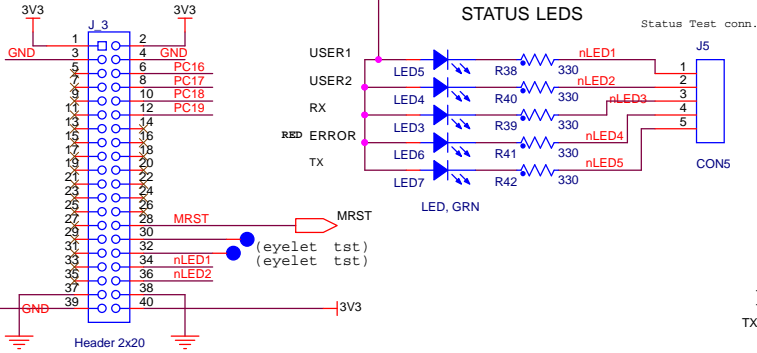 STATUS LEDS
Status Test conn.
3V3 3V3
J_3
1 2
GND 3 4 GND
5 6 PC16
7 8 PC17
9 10 PC18
11 12 PC19
13 14
15 16
17 18
19 20
21 22
23 24
25 26
27 28 MRST MRST
29 30 (eyelet tst)
31 32 (eyelet tst)
33 34 nLED1
35 36 nLED2
37 38
GND 39 40 3V3
Header 2x20
USER1 LED5 R38 330 nLED1
USER2 LED4 R40 330 nLED2
RX LED3 R39 330 nLED3
RED ERROR LED6 R41 330 nLED4
TX LED7 R42 330 nLED5
LED, GRN
J5
1
2
3
4
5
CON5
TX